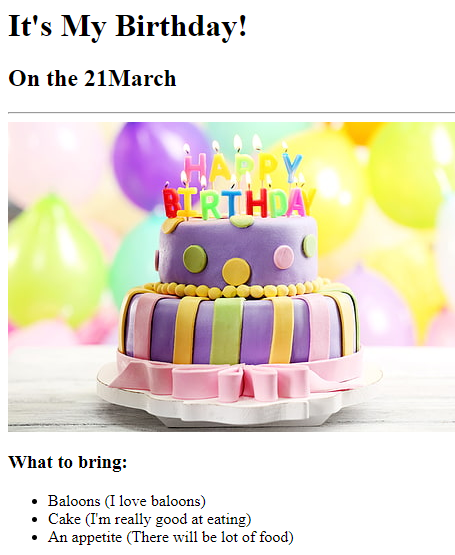 It's My Birthday!
On the 21March
HAPPY
BIRTHDAY
What to bring:
Baloons (I love baloons)
Cake (I'm really good at eating)
An appetite (There will be lot of food)